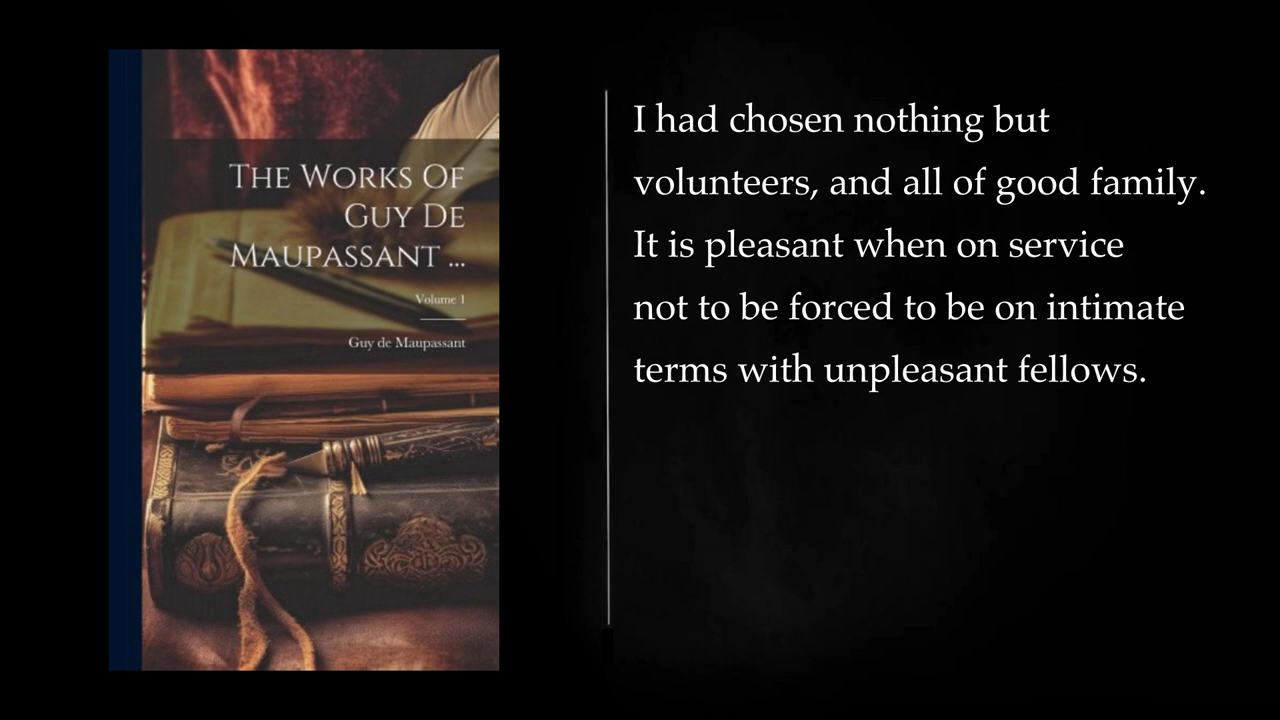 The Works Of
Guy De
Maupassant ...
Volume 1
Guy de Maupassant
I had chosen nothing but
volunteers, and all of good family.
It is pleasant when on service
not to be forced to be on intimate
terms with unpleasant fellows.